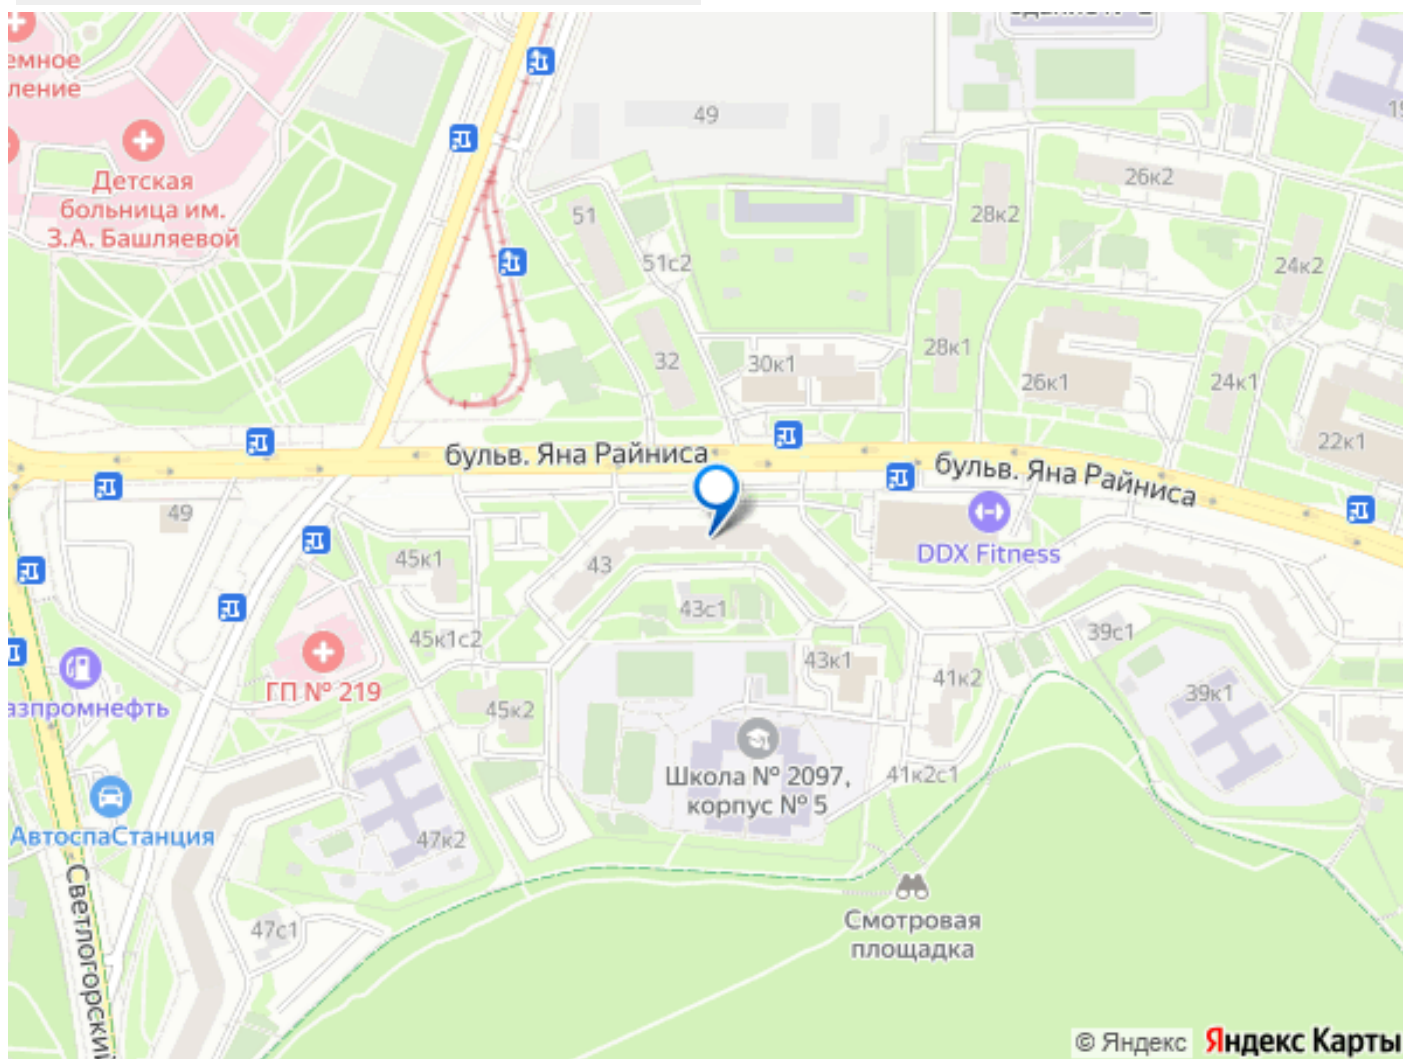 емное
ление
49
Детская
больница им.
З.А. Башляевой
51
51с2
26к2
28к2
24к2
32
30к1
28к1
26к1
24к1
22к1
бульв. Яна Райниса
бульв. Яна Райниса
49
DDX Fitness
45к1
43
43с1
45к1с2
39с1
43к1
41к2
ГП № 219
39к1
азпромнефть
45к2
Школа № 2097,
корпус № 5
41к2с1
АвтоспаСтанция
47к2
Светлогорский
47с1
Смотровая
площадка
© Яндекс Яндекс Карты